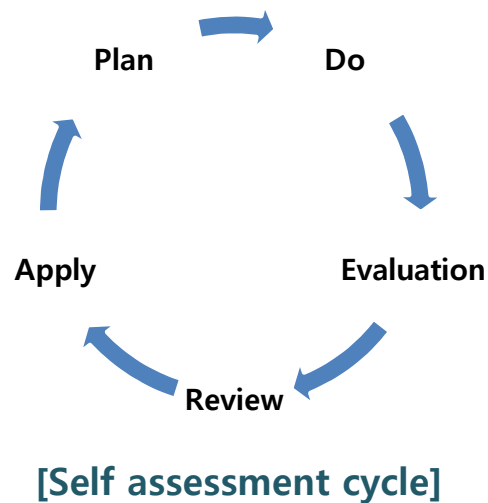 Plan
Do
Evaluation
Review
Apply
[Self assessment cycle]